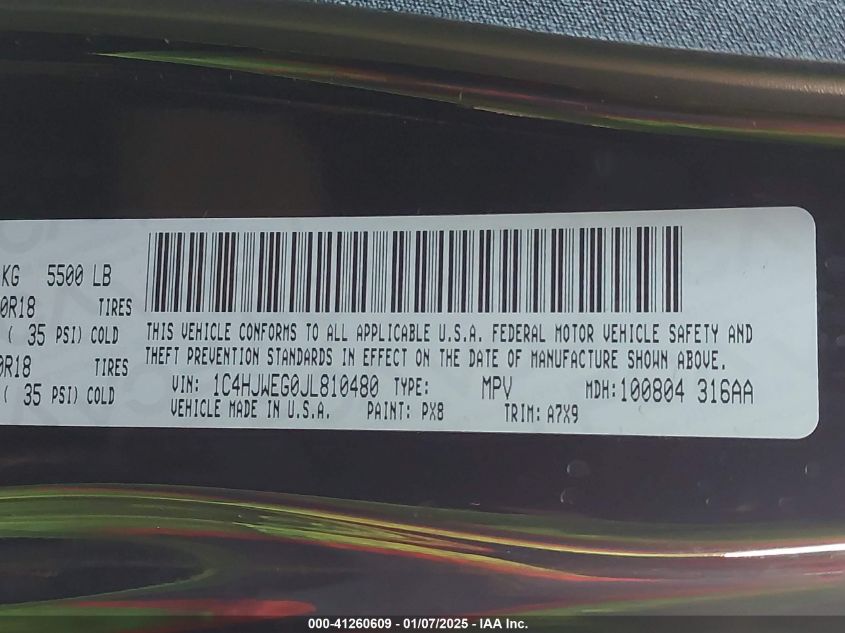 KG 5500 LB
0R18 TIRES
( 35 PSI) COLD
0R18 TIRES
( 35 PSI) COLD
THIS VEHICLE CONFORMS TO ALL APPLICABLE U.S.A. FEDERAL MOTOR VEHICLE SAFETY AND
THEFT PREVENTION STANDARDS IN EFFECT ON THE DATE OF MANUFACTURE SHOWN ABOVE.
VIN: 1C4HJWEG0JL810480 TYPE: MPV MDH:100804 316AA
VEHICLE MADE IN U.S.A. PAINT: PX8 TRIM: A7X9
000-41260609 - 01/07/2025 - IAA Inc.